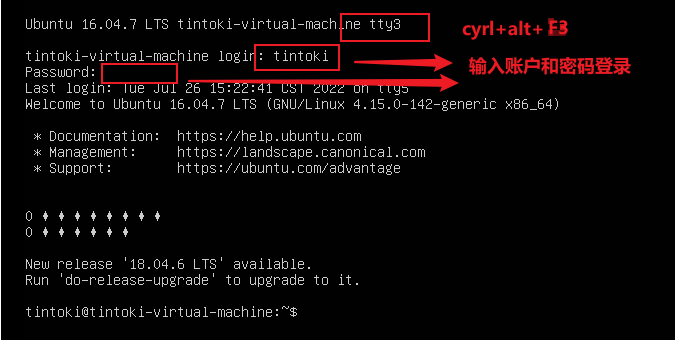 Ubuntu 16.04.7 LTS tintoki-virtual-machine tty3
cyrl+alt+F3
tintoki-virtual-machine login: tintoki
输入账户和密码登录
Password:
Last login: Tue Jul 26 15:22:41 CST 2022 on tty5
Welcome to Ubuntu 16.04.7 LTS (GNU/Linux 4.15.0-142-generic x86_64)
* Documentation: https://help.ubuntu.com
* Management: https://landscape.canonical.com
* Support: https://ubuntu.com/advantage
0 ♦ ♦ ♦ ♦ ♦ ♦ ♦ ♦
0 ♦ ♦ ♦ ♦ ♦ ♦
New release '18.04.6 LTS' available.
Run 'do-release-upgrade' to upgrade to it.
tintoki@tintoki-virtual-machine:~$